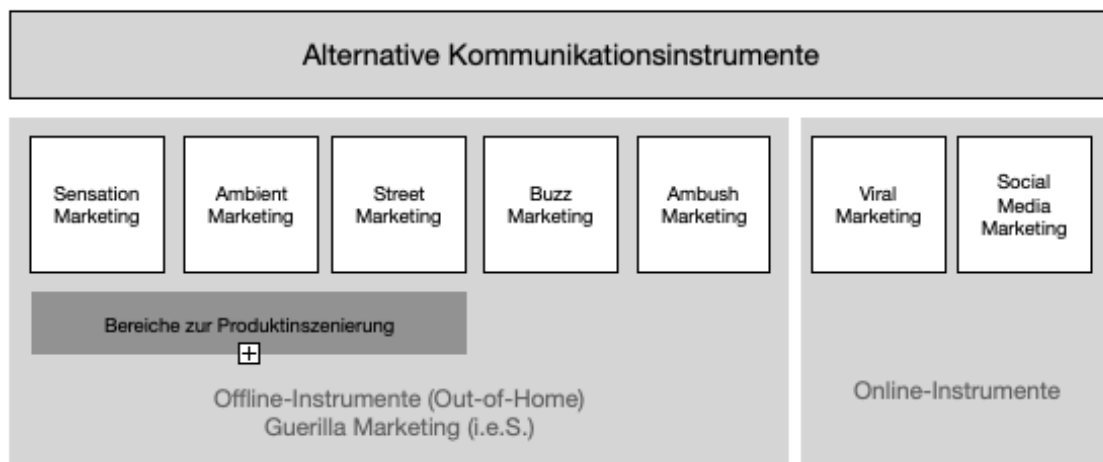 Alternative Kommunikationsinstrumente
Sensation
Marketing
Ambient
Marketing
Street
Marketing
Buzz
Marketing
Ambush
Marketing
Viral
Marketing
Social
Media
Marketing
Bereiche zur Produktinszenierung
Offline-Instrumente (Out-of-Home)
Guerilla Marketing (i.e.S.)
Online-Instrumente